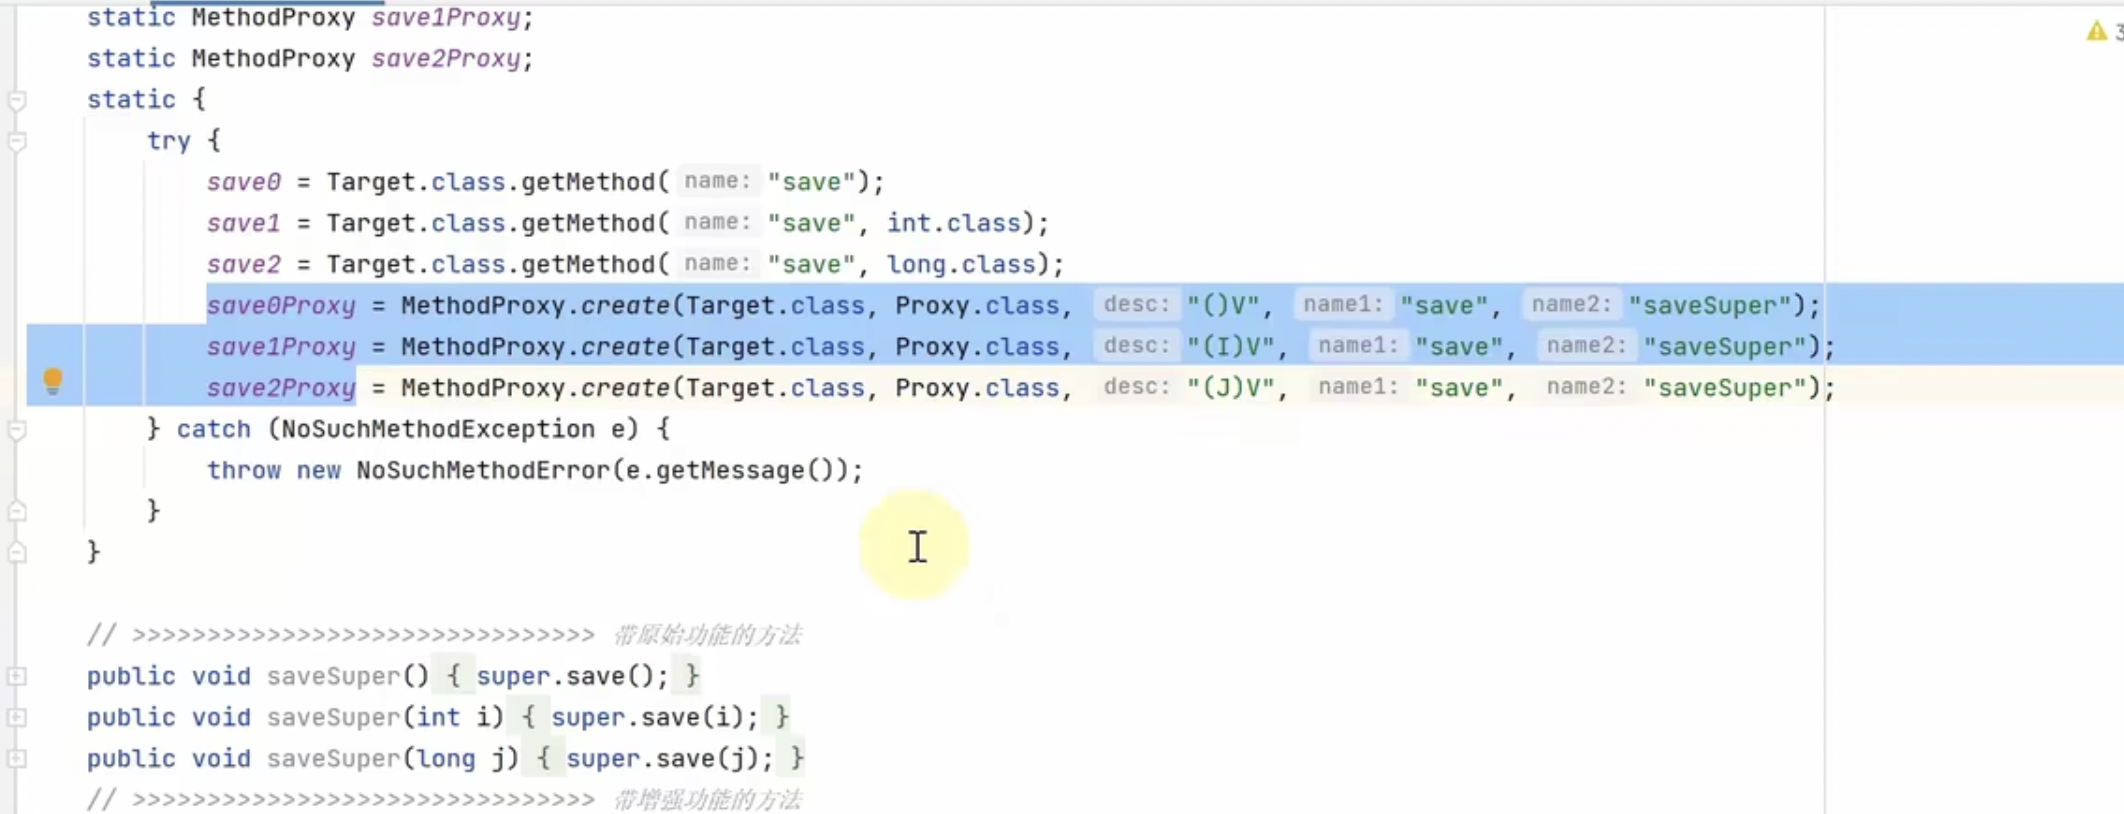 static MethodProxy save1Proxy;
3
static MethodProxy save2Proxy;
static {
try {
save0 = Target.class.getMethod( name: "save");
save1 = Target.class.getMethod( name: "save", int.class);
save2 = Target.class.getMethod( name: "save", long.class);
save0Proxy = MethodProxy.create(Target.class, Proxy.class, desc: "()V", name1: "save", name2: "saveSuper");
save1Proxy = MethodProxy.create(Target.class, Proxy.class, desc: "(I)V", name1: "save", name2: "saveSuper");
save2Proxy = MethodProxy.create(Target.class, Proxy.class, desc: "(J)V", name1: "save", name2: "saveSuper");
} catch (NoSuchMethodException e) {
throw new NoSuchMethodError(e.getMessage());
}
}
// >>>>>>>>>>>>>>>>>>>>>>>>>>>>>>> 带原始功能的方法
public void saveSuper() { super.save(); }
public void saveSuper(int i) { super.save(i); }
public void saveSuper(long j) { super.save(j); }
// >>>>>>>>>>>>>>>>>>>>>>>>>>>>>>> 带增强功能的方法